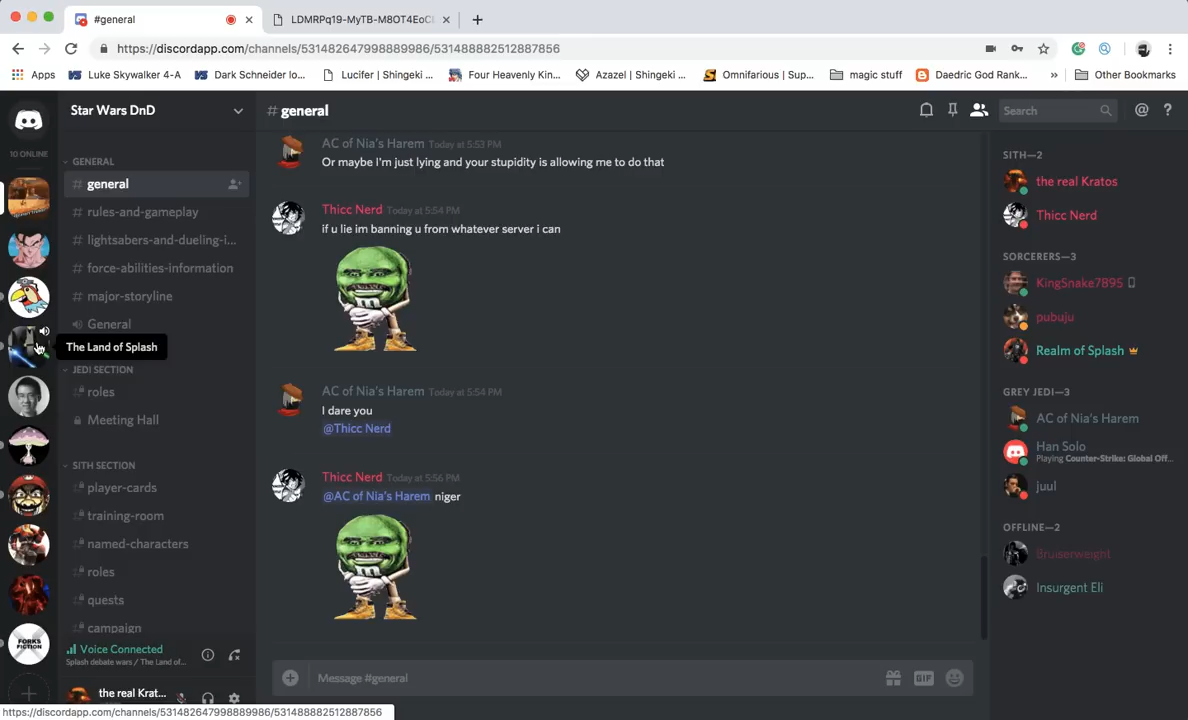 #general
LDMRPq19-MyTB-M8OT4EoC
https://discordapp.com/channels/531482647998889986/531488882512887856
Apps
Luke Skywalker 4-A
Dark Schneider lo...
Lucifer | Shingeki ...
Four Heavenly Kin...
Azazel | Shingeki ...
Omnifarious | Sup...
magic stuff
Daedric God Rank...
»
Other Bookmarks
10 ONLINE
Star Wars DnD
GENERAL
# general
# rules-and-gameplay
# lightsabers-and-dueling-i...
# force-abilities-information
# major-storyline
General
The Land of Splash
JEDI SECTION
roles
Meeting Hall
SITH SECTION
player-cards
training-room
named-characters
roles
quests
campaign
Voice Connected
Splash debate wars / The Land of...
the real Krat...
FORKS
FICTION
# general
Search
AC of Nia's Harem Today at 5:53 PM
Or maybe I'm just lying and your stupidity is allowing me to do that
Thicc Nerd Today at 5:54 PM
if u lie im banning u from whatever server i can
AC of Nia's Harem Today at 5:54 PM
I dare you
@Thicc Nerd
Thicc Nerd Today at 5:56 PM
@AC of Nia's Harem niger
Message #general
GIF
SITH—2
the real Kratos
Thicc Nerd
SORCERERS—3
KingSnake7895
pubuju
Realm of Splash
GREY JEDI—3
AC of Nia's Harem
Han Solo
Playing Counter-Strike: Global Off...
juul
OFFLINE—2
Bruiserweight
Insurgent Eli
https://discordapp.com/channels/531482647998889986/531488882512887856